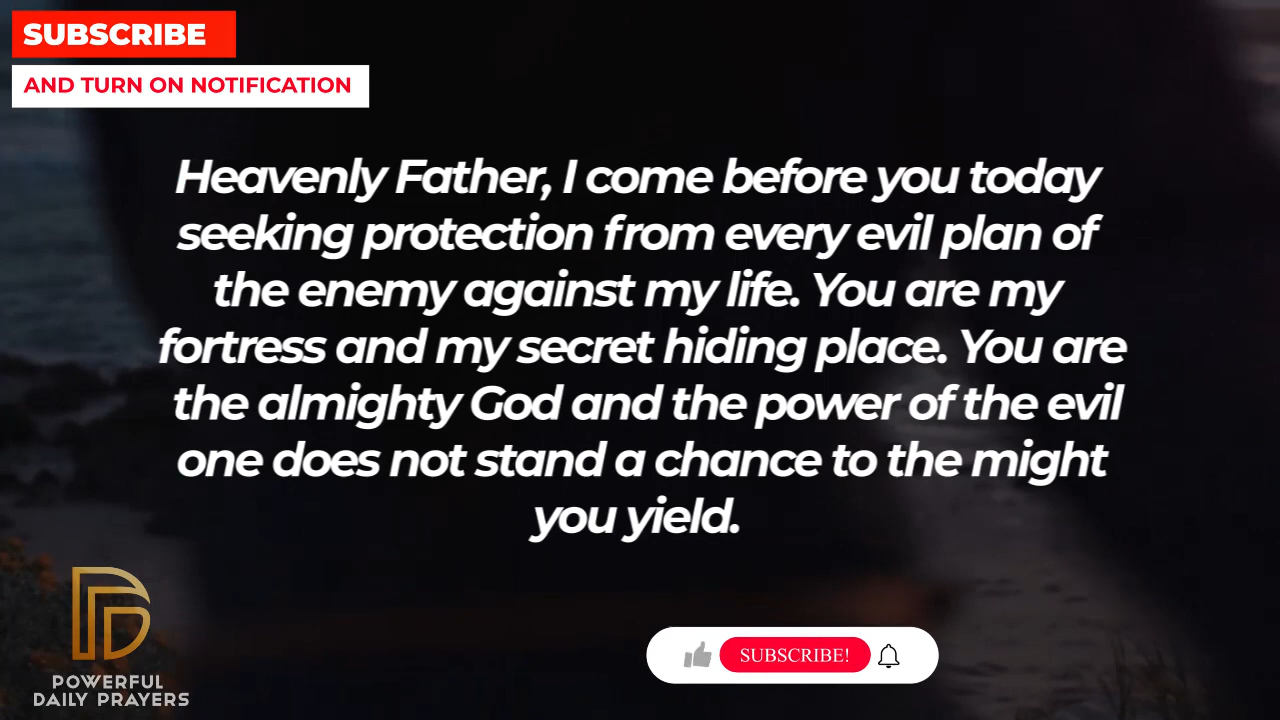 SUBSCRIBE
AND TURN ON NOTIFICATION
Heavenly Father, I come before you today
seeking protection from every evil plan of
the enemy against my life. You are my
fortress and my secret hiding place. You are
the almighty God and the power of the evil
one does not stand a chance to the might
you yield.
POWERFUL
DAILY PRAYERS
SUBSCRIBE!